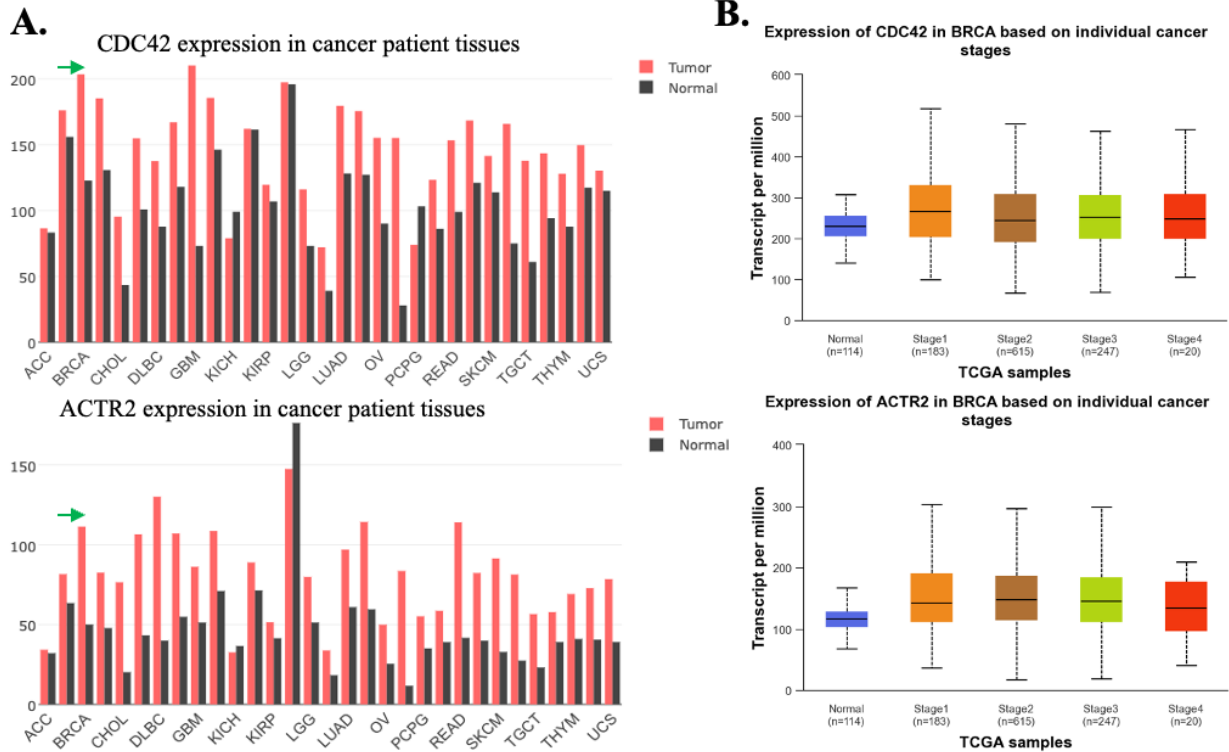 A.
CDC42 expression in cancer patient tissues
Tumor
Normal
200
150
100
50
0
ACC
BRCA
CHOL
DLBC
GBM
KICH
KIRP
LGG
LUAD
OV
PCPG
READ
SKCM
TGCT
THYM
UCS
ACTR2 expression in cancer patient tissues
Tumor
Normal
150
100
50
0
ACC
BRCA
CHOL
DLBC
GBM
KICH
KIRP
LGG
LUAD
OV
PCPG
READ
SKCM
TGCT
THYM
UCS
B.
Expression of CDC42 in BRCA based on individual cancer
stages
Transcript per million
600
500
400
300
200
100
0
Normal
(n=114)
Stage1
(n=183)
Stage2
(n=615)
Stage3
(n=247)
Stage4
(n=20)
TCGA samples
Expression of ACTR2 in BRCA based on individual cancer
stages
Transcript per million
400
300
200
100
0
Normal
(n=114)
Stage1
(n=183)
Stage2
(n=615)
Stage3
(n=247)
Stage4
(n=20)
TCGA samples